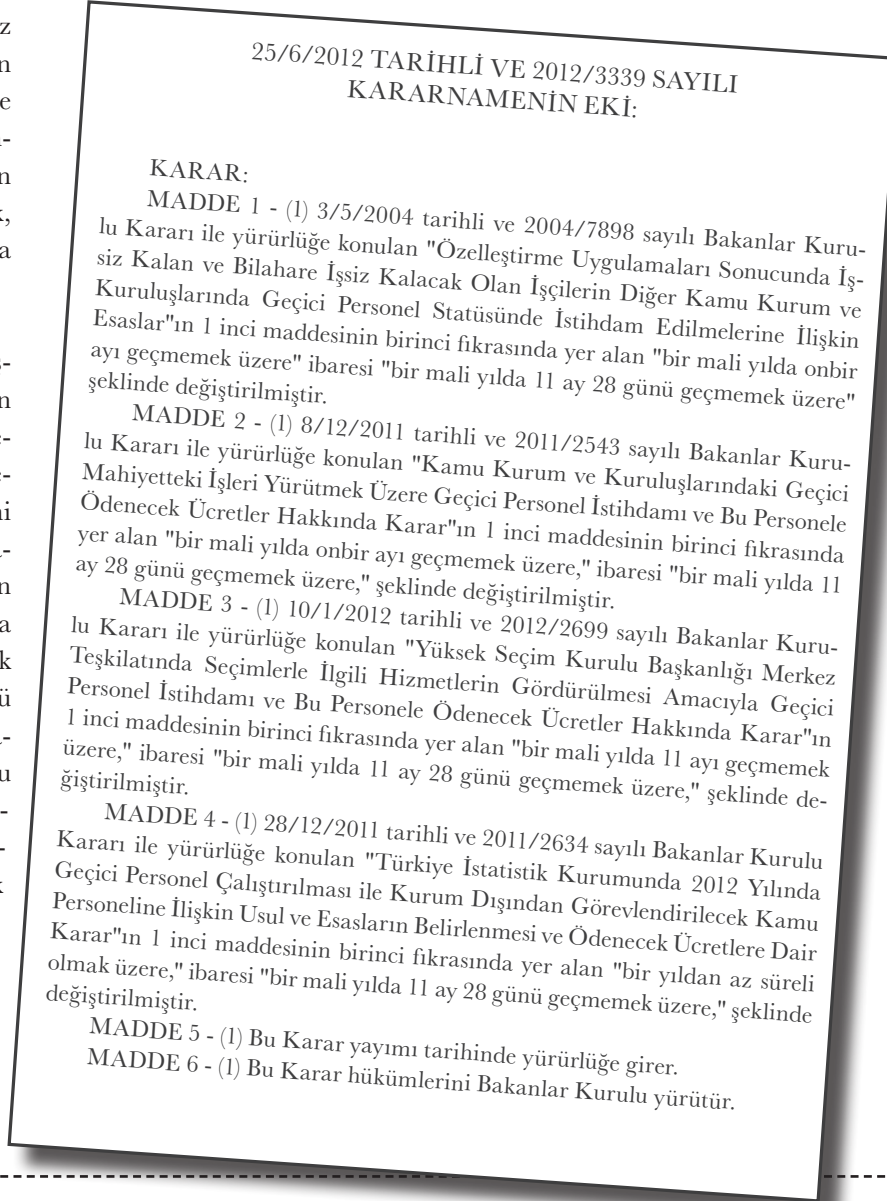 25/6/2012 TARİHLİ VE 2012/3339 SAYILI
KARARNAMENİN EKİ:
KARAR:
MADDE 1 - (1) 3/5/2004 tarihli ve 2004/7898 sayılı Bakanlar Kuru-
lu Kararı ile yürürlüğe konulan "Özelleştirme Uygulamaları Sonucunda İş-
siz Kalan ve Bilahare İşsiz Kalacak Olan İşçilerin Diğer Kamu Kurum ve
Kuruluşlarında Geçici Personel Statüsünde İstihdam Edilmelerine İlişkin
Esaslar"ın 1 inci maddesinin birinci fıkrasında yer alan "bir mali yılda onbir
ayı geçmemek üzere" ibaresi "bir mali yılda 11 ay 28 günü geçmemek üzere"
şeklinde değiştirilmiştir.
MADDE 2 - (1) 8/12/2011 tarihli ve 2011/2543 sayılı Bakanlar Kuru-
lu Kararı ile yürürlüğe konulan "Kamu Kurum ve Kuruluşlarındaki Geçici
Mahiyetteki İşleri Yürütmek Üzere Geçici Personel İstihdamı ve Bu Personele
Ödenecek Ücretler Hakkında Karar"ın 1 inci maddesinin birinci fıkrasında
yer alan "bir mali yılda onbir ayı geçmemek üzere," ibaresi "bir mali yılda 11
ay 28 günü geçmemek üzere," şeklinde değiştirilmiştir.
MADDE 3 - (1) 10/1/2012 tarihli ve 2012/2699 sayılı Bakanlar Kuru-
lu Kararı ile yürürlüğe konulan "Yüksek Seçim Kurulu Başkanlığı Merkez
Teşkilatında Seçimlerle İlgili Hizmetlerin Gördürülmesi Amacıyla Geçici
Personel İstihdamı ve Bu Personele Ödenecek Ücretler Hakkında Karar"ın
1 inci maddesinin birinci fıkrasında yer alan "bir mali yılda 11 ayı geçmemek
üzere," ibaresi "bir mali yılda 11 ay 28 günü geçmemek üzere," şeklinde de-
ğiştirilmiştir.
MADDE 4 - (1) 28/12/2011 tarihli ve 2011/2634 sayılı Bakanlar Kurulu
Kararı ile yürürlüğe konulan "Türkiye İstatistik Kurumunda 2012 Yılında
Geçici Personel Çalıştırılması ile Kurum Dışından Görevlendirilecek Kamu
Personeline İlişkin Usul ve Esasların Belirlenmesi ve Ödenecek Ücretlere Dair
Karar"ın 1 inci maddesinin birinci fıkrasında yer alan "bir yıldan az süreli
olmak üzere," ibaresi "bir mali yılda 11 ay 28 günü geçmemek üzere," şeklinde
değiştirilmiştir.
MADDE 5 - (1) Bu Karar yayımı tarihinde yürürlüğe girer.
MADDE 6 - (1) Bu Karar hükümlerini Bakanlar Kurulu yürütür.